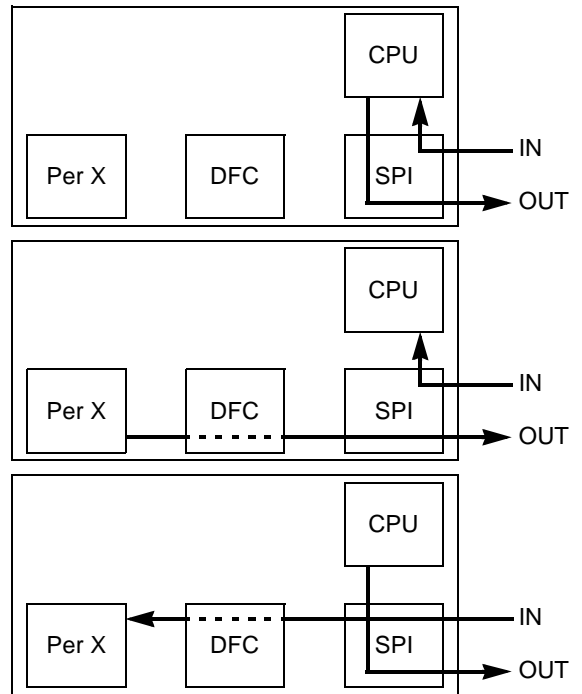 CPU
IN
Per X DFC SPI
OUT
CPU
IN
Per X DFC SPI
OUT
CPU
IN
Per X DFC SPI
OUT